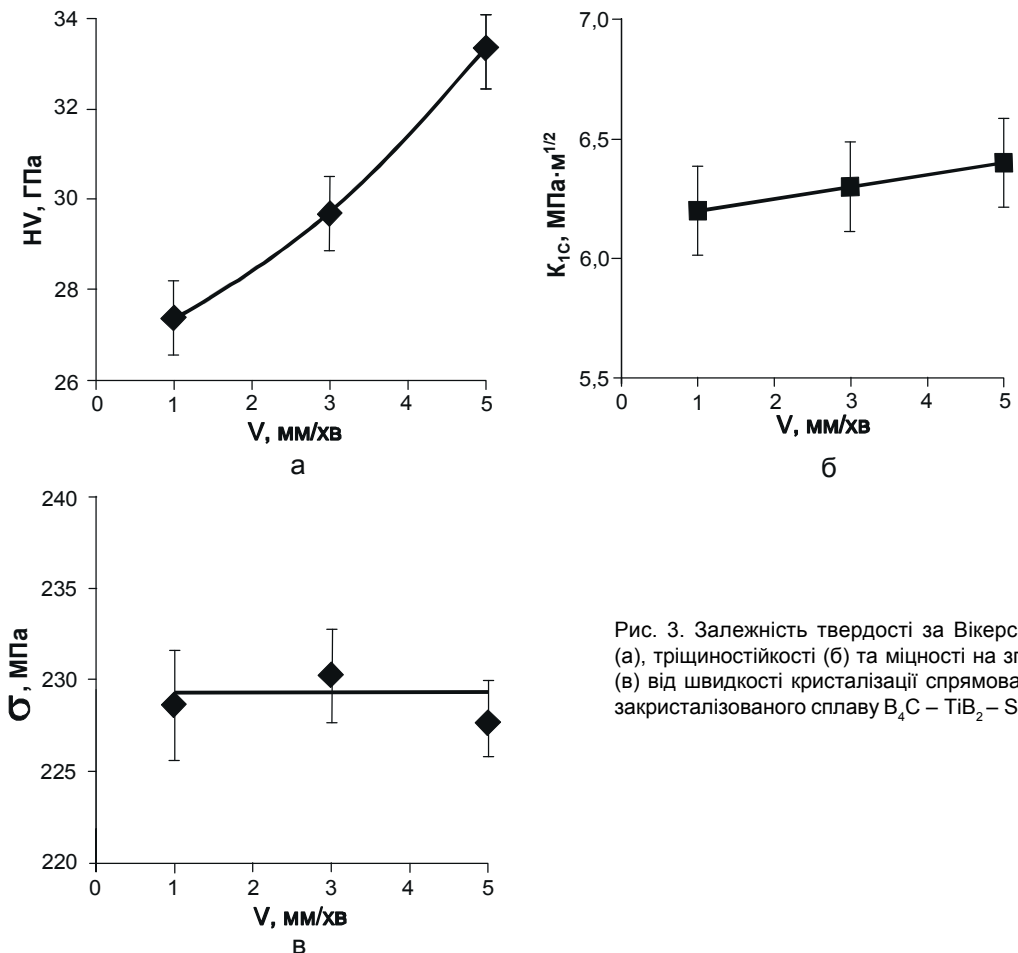 34
32
30
28
26
HV, ГПа
0 1 2 3 4 5
V, мм/хв
а
7,0
6,5
6,0
5,5
K₁C, МПа·м^1/2
0 1 2 3 4 5
V, мм/хв
б
240
235
229
225
220
σ, МПа
0 1 2 3 4 5
V, мм/хв
в
Рис. 3. Залежність твердості за Вікерс
(а), тріщиностійкості (б) та міцності на зг
(в) від швидкості кристалізації спрямова
закристалізованого сплаву B₄C – TiB₂ – S